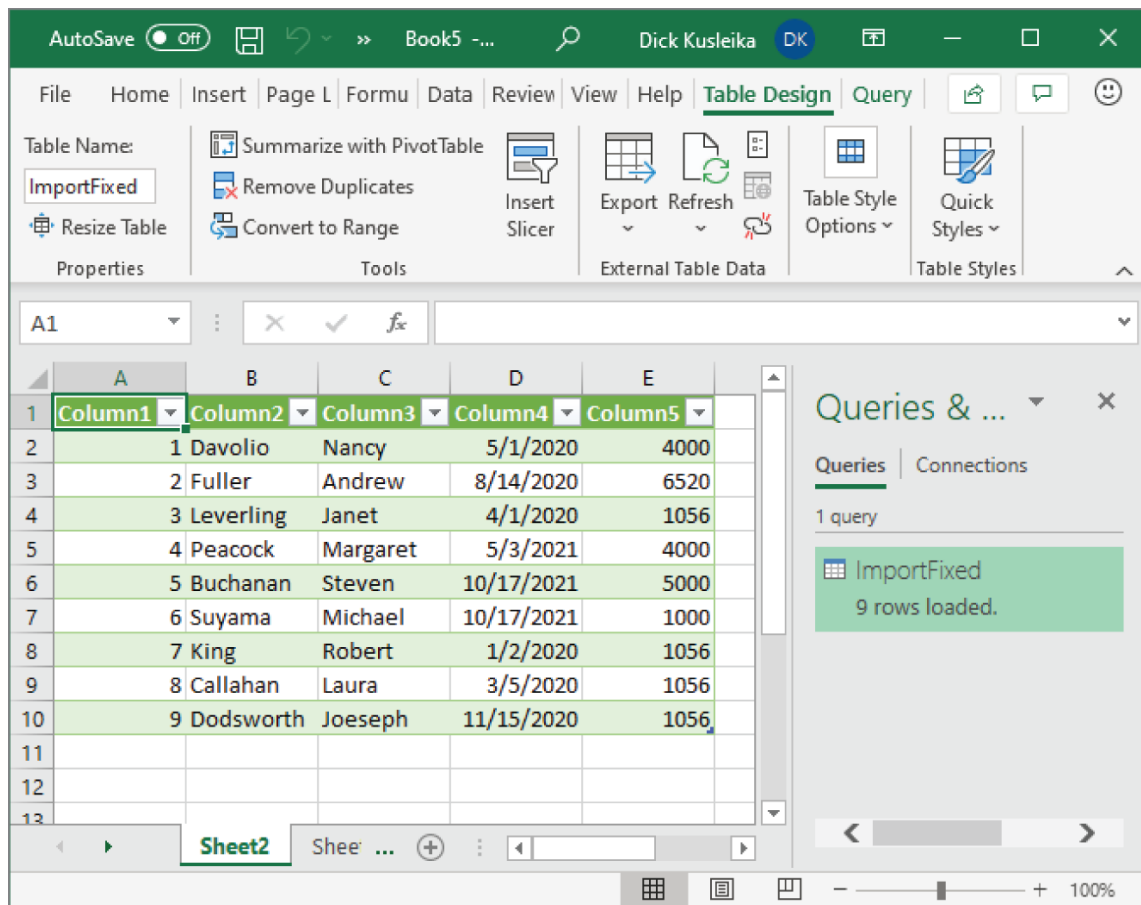 AutoSave Off Book5 -... Dick Kusleika DK
File Home Insert Page L Formu Data Review View Help Table Design Query
Table Name:
ImportFixed
Resize Table
Properties
Summarize with PivotTable
Remove Duplicates
Convert to Range
Tools
Insert
Slicer
Export Refresh
External Table Data
Table Style
Options
Quick
Styles
Table Styles
A1 fx
A B C D E
1 Column1 Column2 Column3 Column4 Column5
2 1 Davolio Nancy 5/1/2020 4000
3 2 Fuller Andrew 8/14/2020 6520
4 3 Leverling Janet 4/1/2020 1056
5 4 Peacock Margaret 5/3/2021 4000
6 5 Buchanan Steven 10/17/2021 5000
7 6 Suyama Michael 10/17/2021 1000
8 7 King Robert 1/2/2020 1056
9 8 Callahan Laura 3/5/2020 1056
10 9 Dodsworth Joeseph 11/15/2020 1056
11
12
13
Queries & ...
Queries Connections
1 query
ImportFixed
9 rows loaded.
Sheet2 Shee ...
100%